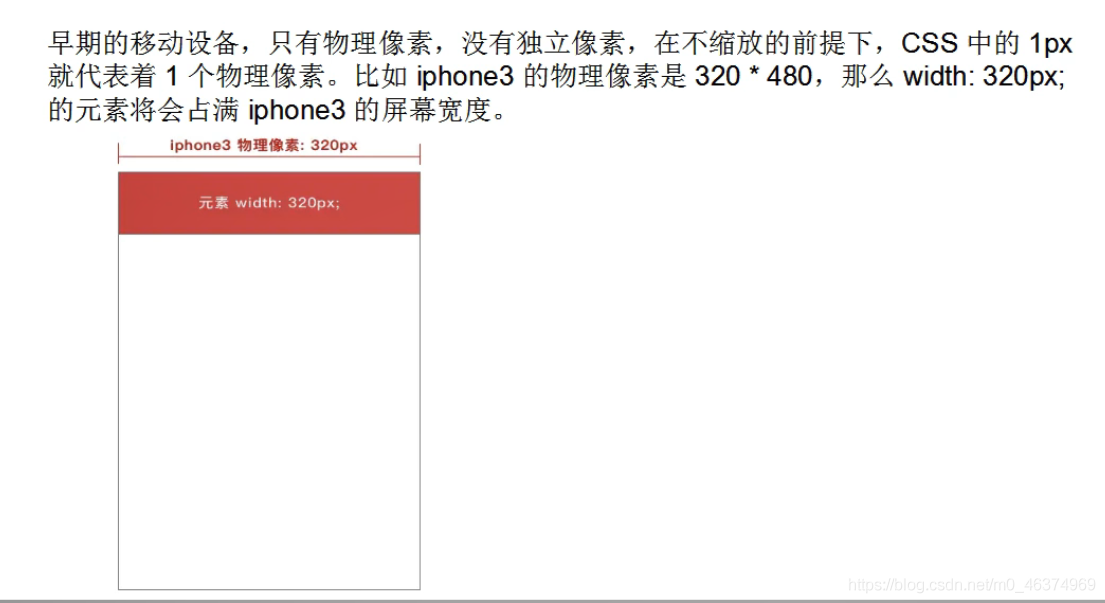 早期的移动设备，只有物理像素，没有独立像素，在不缩放的前提下，CSS 中的 1px
就代表着 1 个物理像素。比如 iphone3 的物理像素是 320 * 480，那么 width: 320px;
的元素将会占满 iphone3 的屏幕宽度。
iphone3 物理像素: 320px
元素 width: 320px;
https://blog.csdn.net/m0_46374969